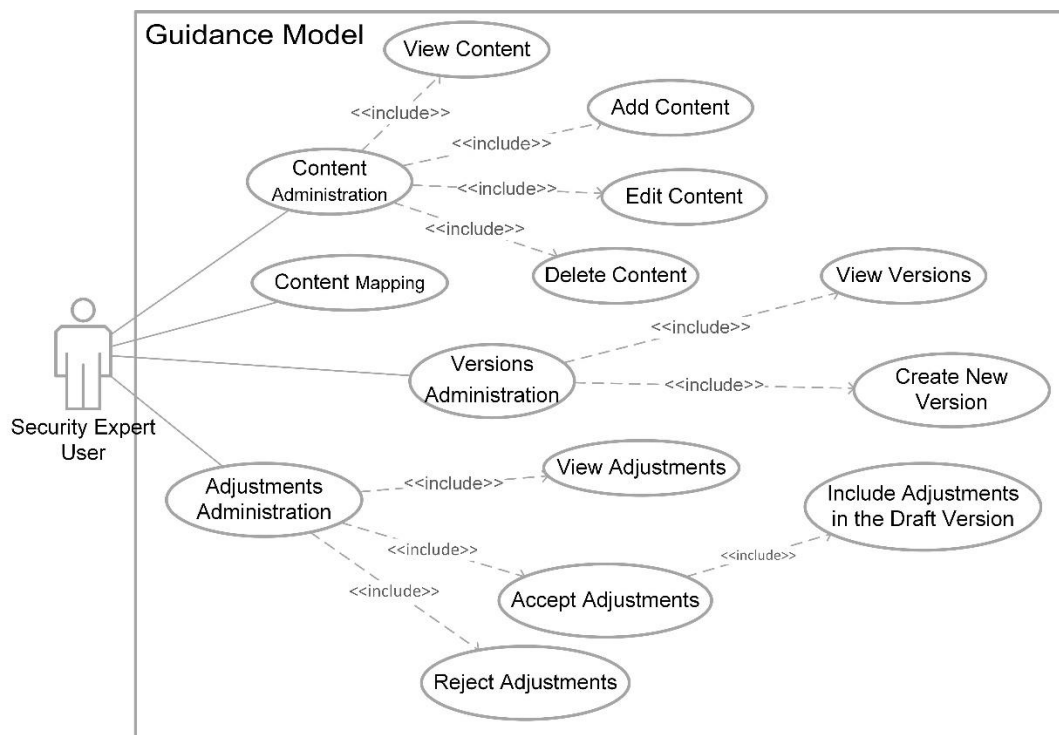 Guidance Model
View Content
<<include>>
Add Content
<<include>>
Content
Administration
<<include>>
Edit Content
<<include>>
Delete Content
Content Mapping
View Versions
<<include>>
Versions
Administration
<<include>>
Create New
Version
Security Expert
User
View Adjustments
<<include>>
Adjustments
Administration
Include Adjustments
in the Draft Version
<<include>>
<<include>>
<<include>>
Accept Adjustments
Reject Adjustments